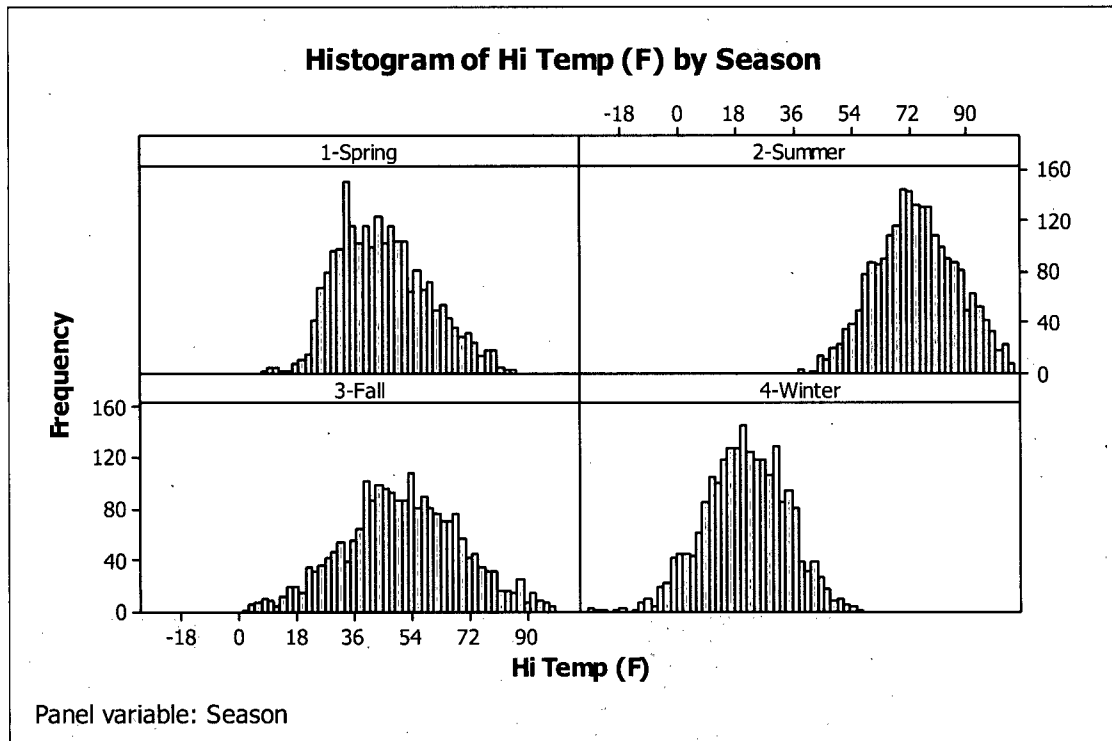 Histogram of Hi Temp (F) by Season
-18 0 18 36 54 72 90
1-Spring 2-Summer
160
120
80
40
0
Frequency
3-Fall 4-Winter
160
120
80
40
0
-18 0 18 36 54 72 90
Hi Temp (F)
Panel variable: Season